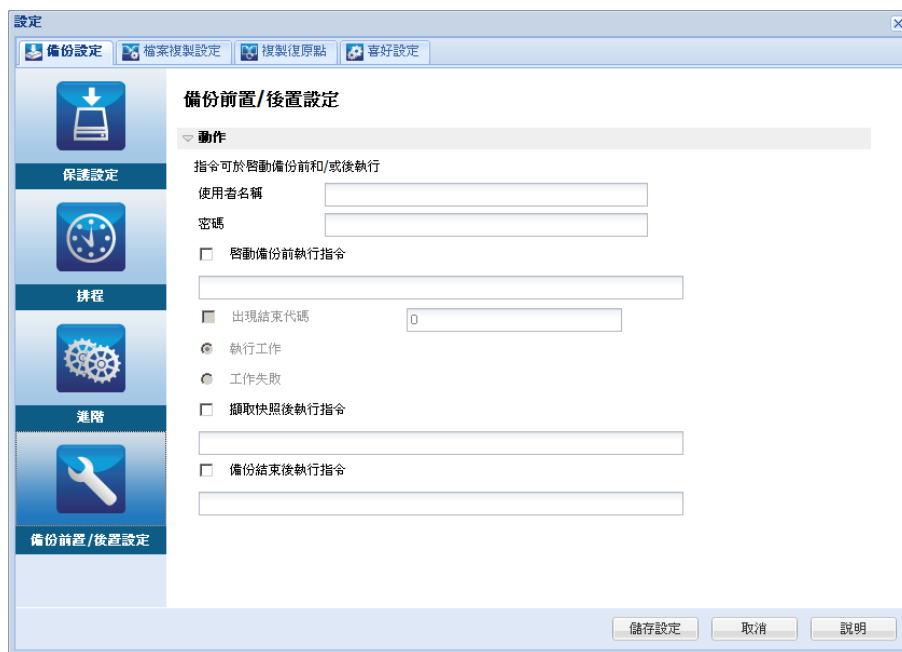 設定
備份設定 檔案複製設定 複製復原點 喜好設定
保護設定
排程
進階
備份前置/後置設定
備份前置/後置設定
動作
指令可於啓動備份前和/或後執行
使用者名稱
密碼
啓動備份前執行指令
出現結束代碼 0
執行工作
工作失敗
擷取快照後執行指令
備份結束後執行指令
儲存設定 取消 說明